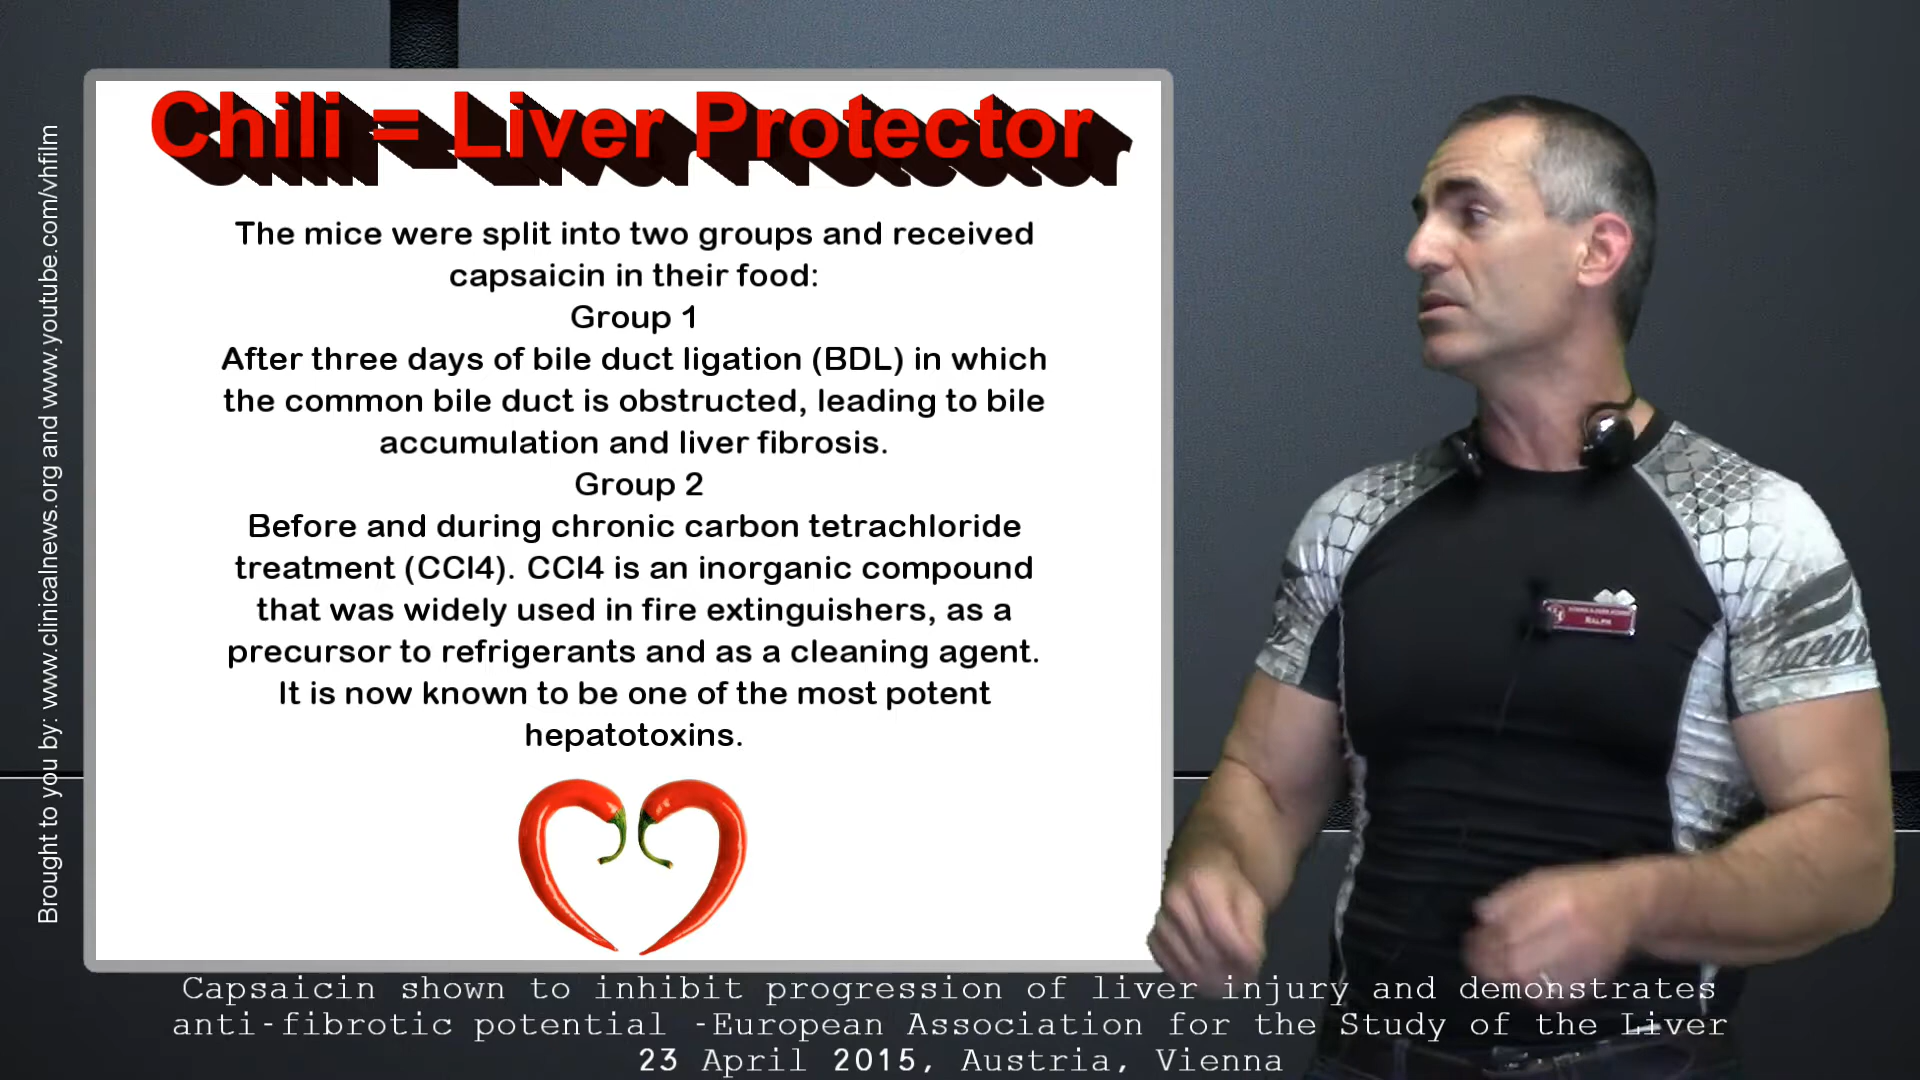 Chili = Liver Protector
The mice were split into two groups and received
capsaicin in their food:
Group 1
After three days of bile duct ligation (BDL) in which
the common bile duct is obstructed, leading to bile
accumulation and liver fibrosis.
Group 2
Before and during chronic carbon tetrachloride
treatment (CCl4). CCl4 is an inorganic compound
that was widely used in fire extinguishers, as a
precursor to refrigerants and as a cleaning agent.
It is now known to be one of the most potent
hepatotoxins.
Brought to you by: www.clinicalnews.org and www.youtube.com/vhfilm
RALPH
Capsaicin shown to inhibit progression of liver injury and demonstrates
anti-fibrotic potential -European Association for the Study of the Liver
23 April 2015, Austria, Vienna